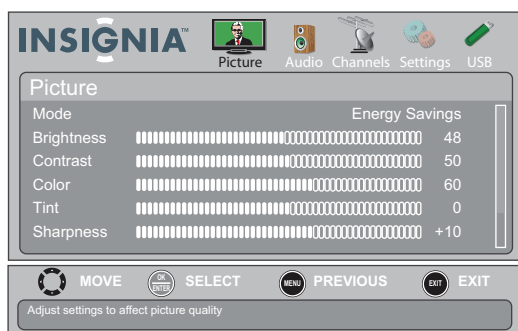 INSIGNIA™
Picture Audio Channels Settings USB
Picture
Mode Energy Savings
Brightness 48
Contrast 50
Color 60
Tint 0
Sharpness +10
MOVE OK ENTER SELECT MENU PREVIOUS EXIT EXIT
Adjust settings to affect picture quality